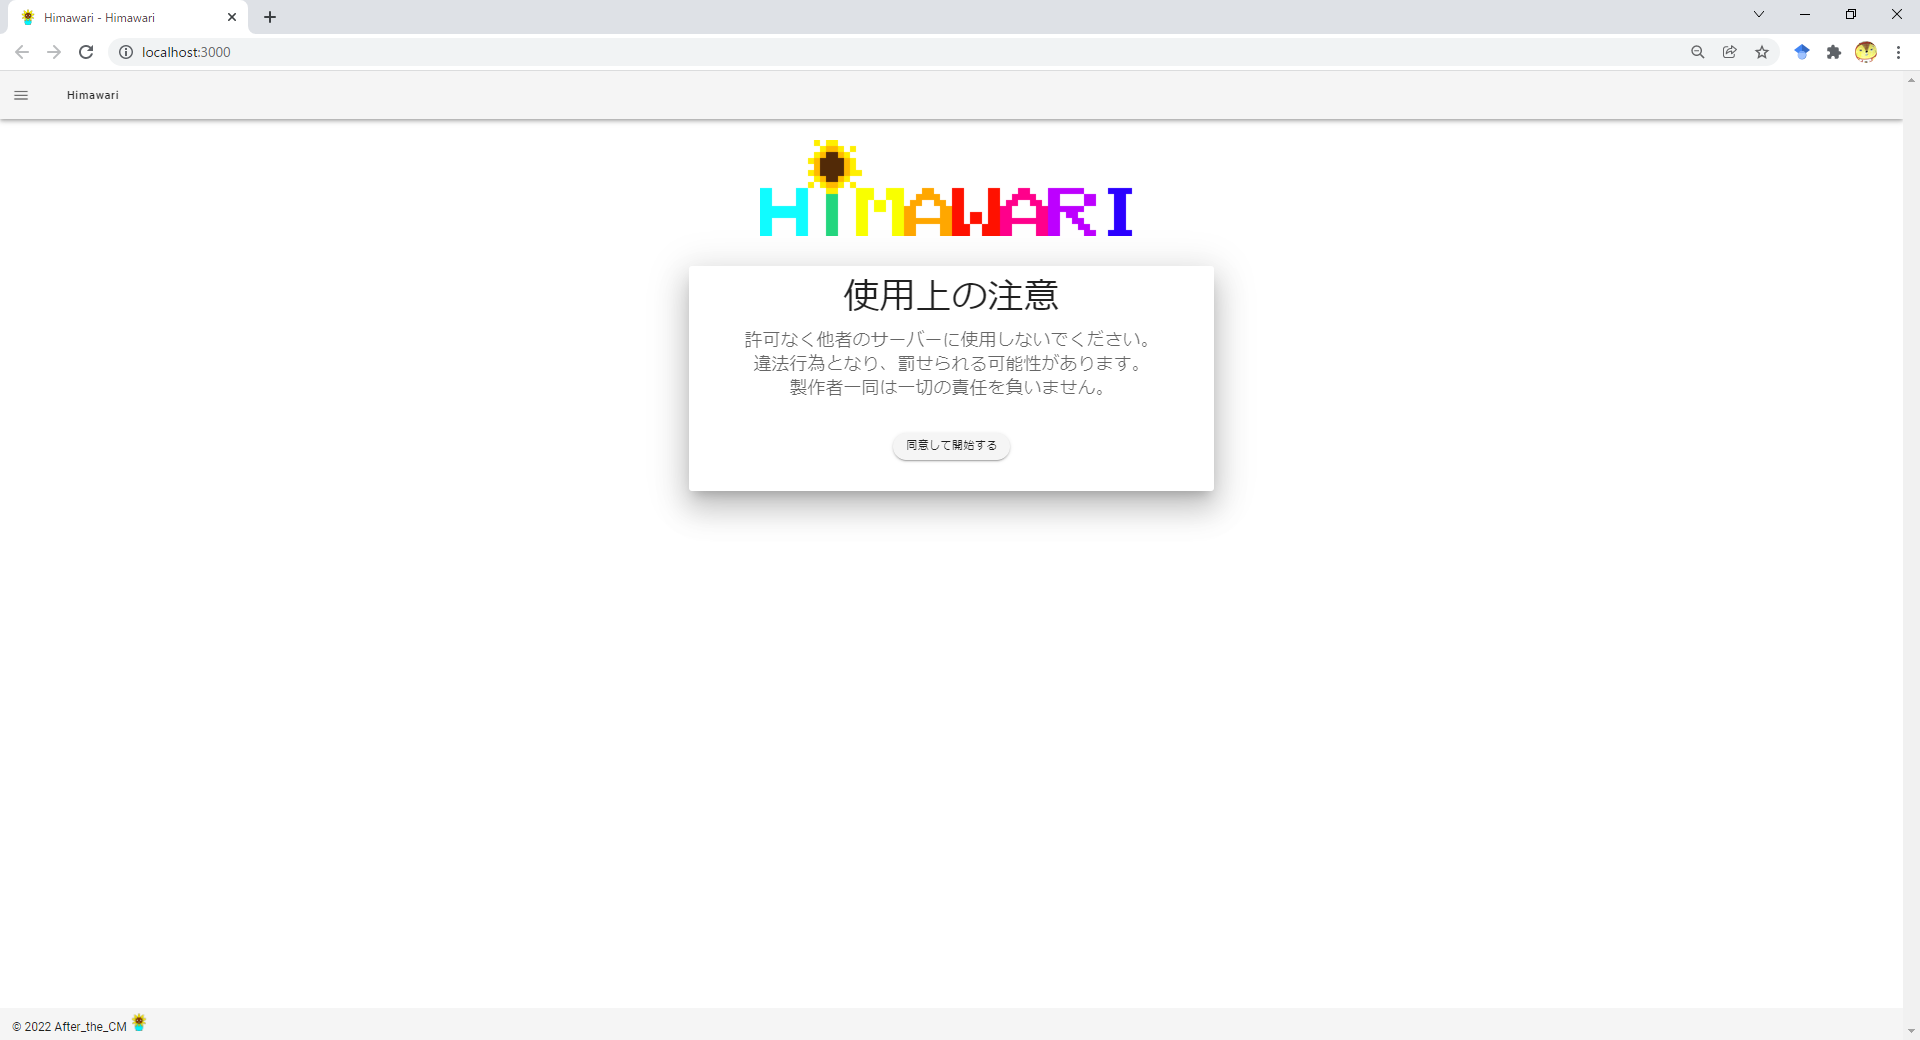 Himawari - Himawari
localhost:3000
Himawari
HiMAWARI
使用上の注意
許可なく他者のサーバーに使用しないでください。
違法行為となり、罰せられる可能性があります。
製作者一同は一切の責任を負いません。
同意して開始する
© 2022 After_the_CM